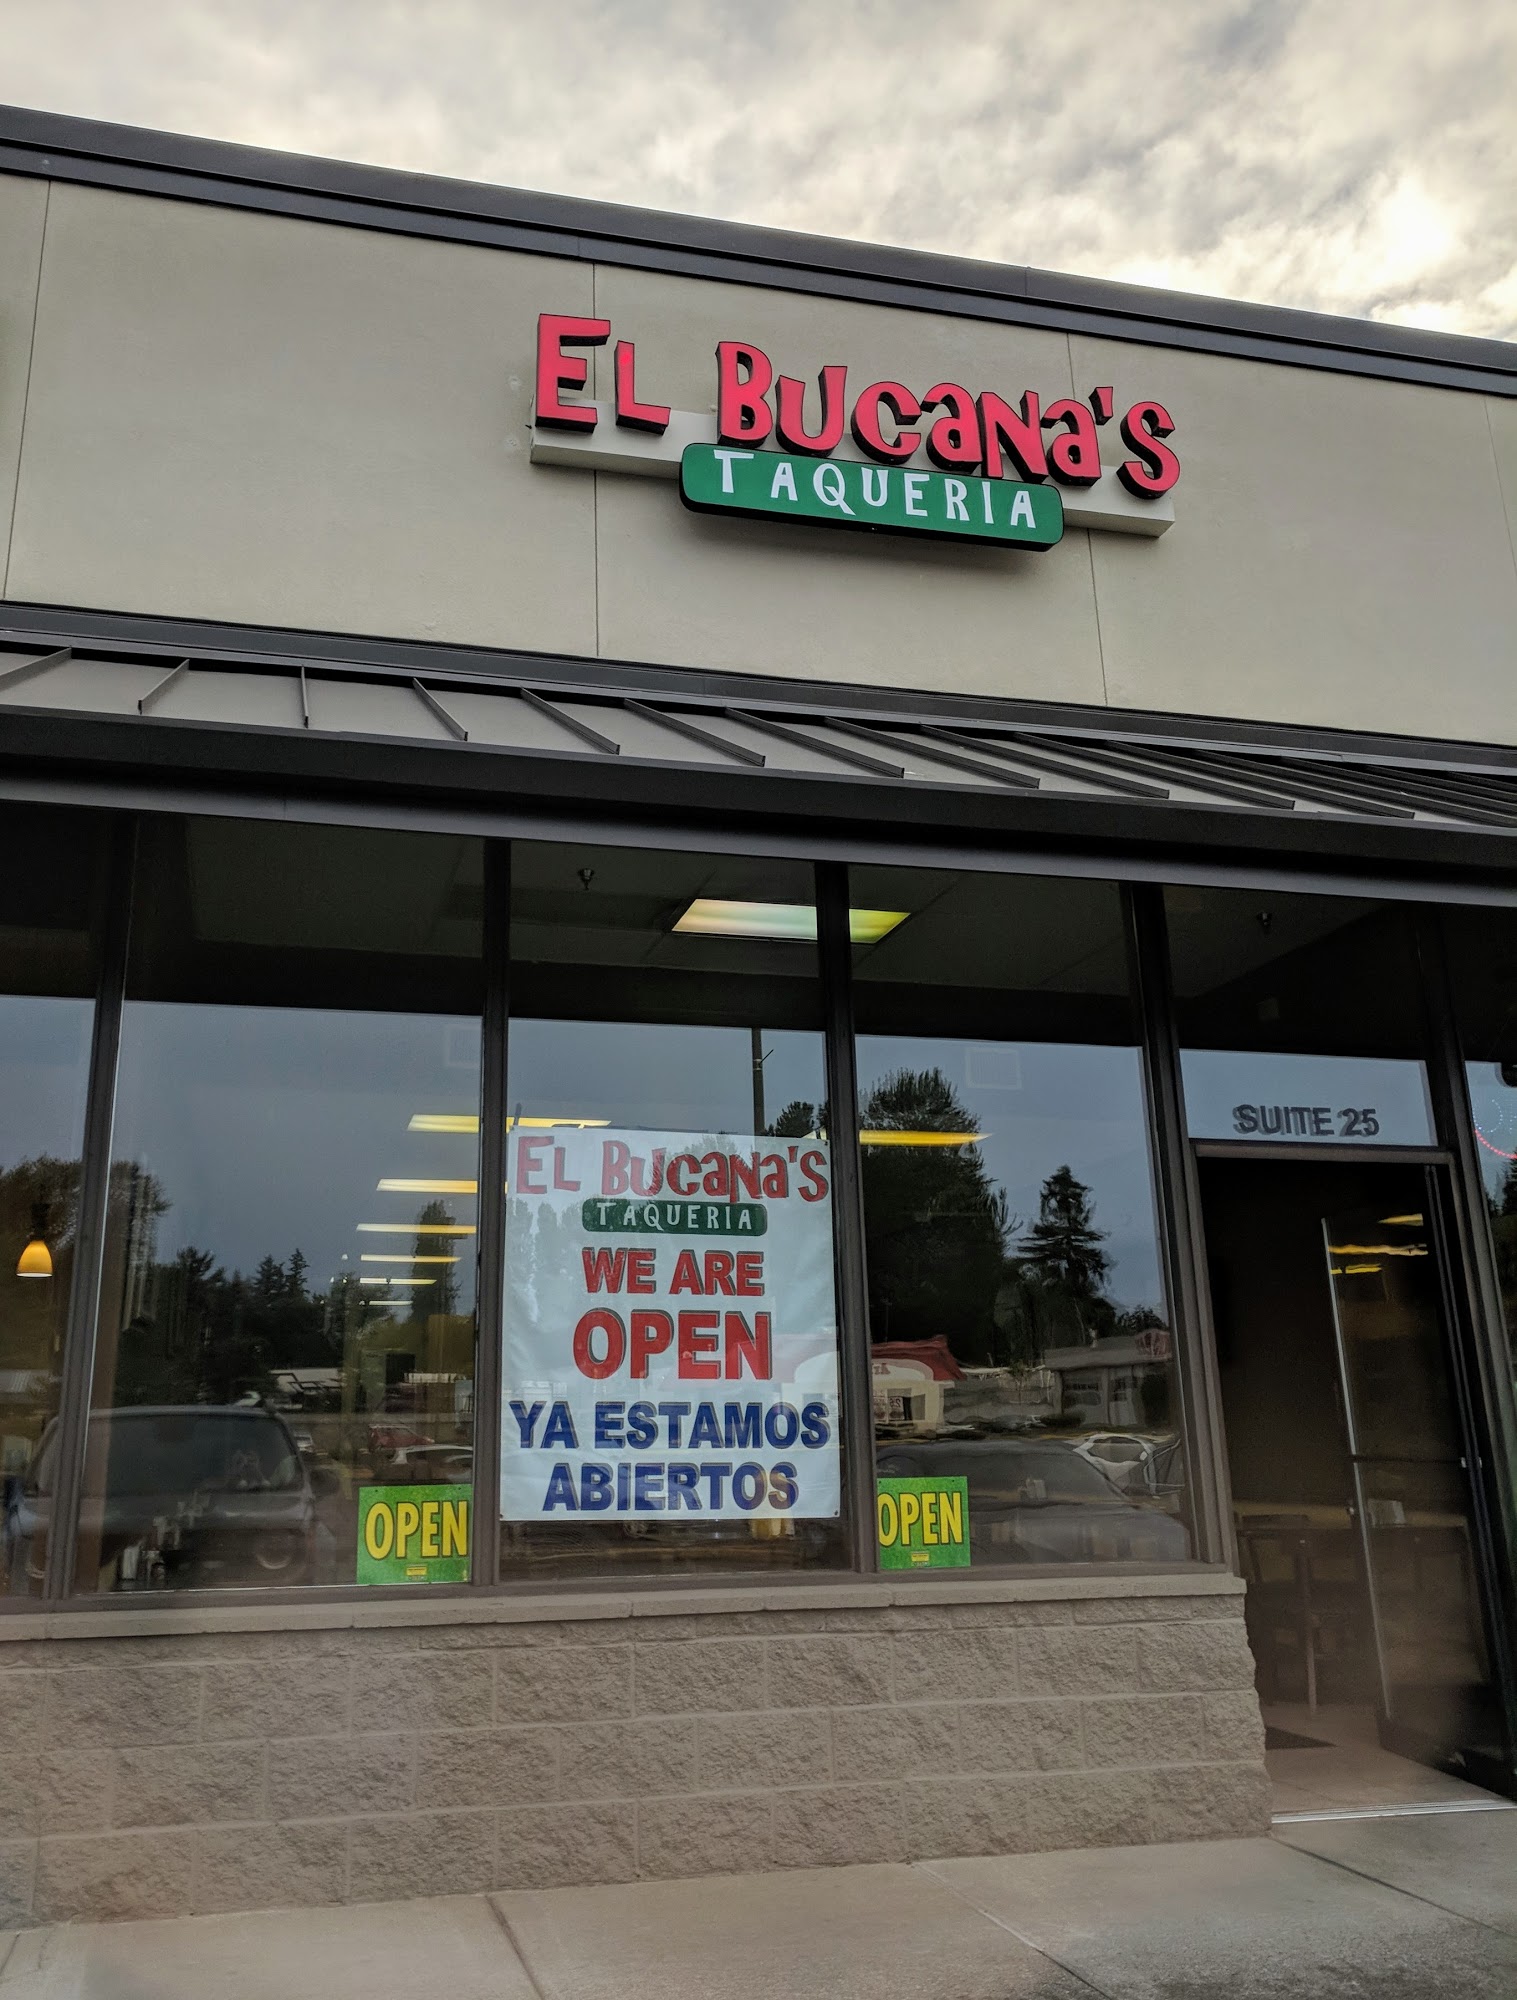 EL BUCANA'S
TAQUERIA
SUITE 25
EL BUCANA'S
TAQUERIA
WE ARE
OPEN
YA ESTAMOS
ABIERTOS
OPEN
OPEN